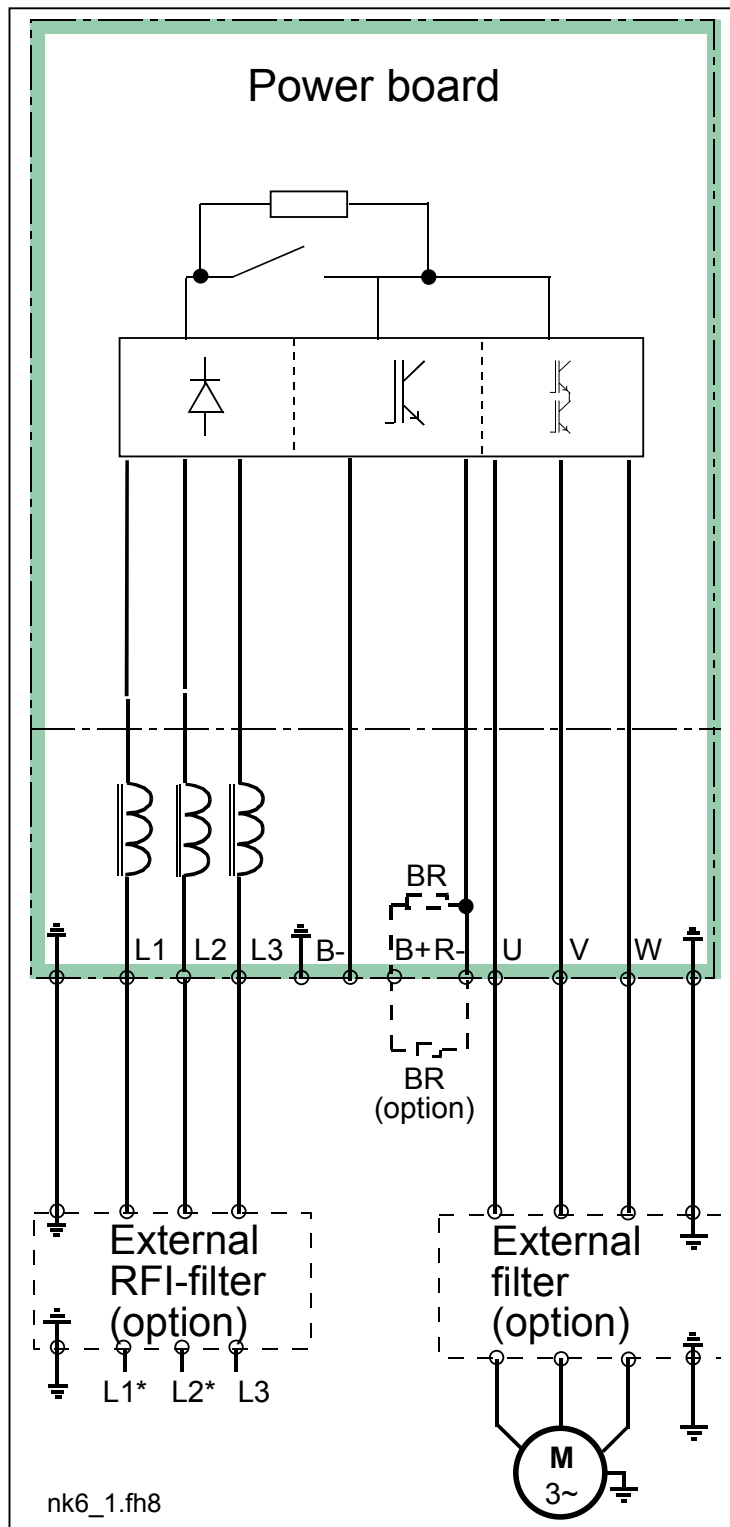 Power board
BR
L1 L2 L3 B- B+ R- U V W
BR
(option)
External
RFI-filter
(option)
External
filter
(option)
L1* L2* L3
M
3~
nk6_1.fh8